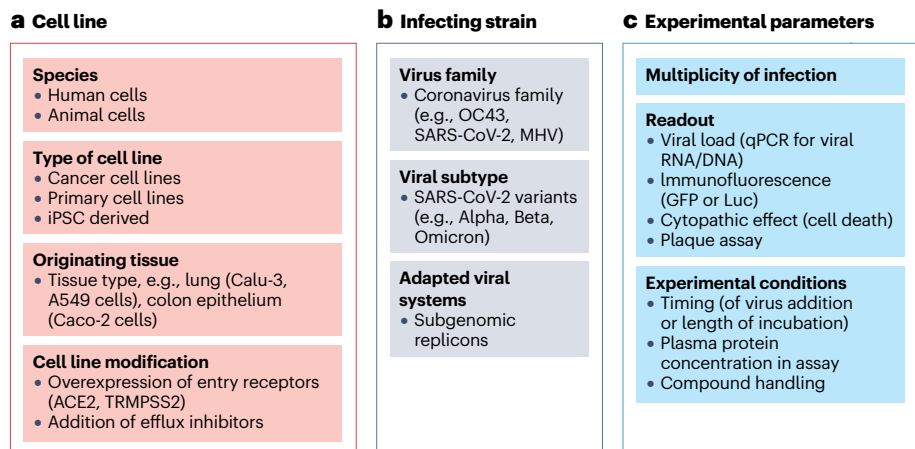 a Cell line
Species
• Human cells
• Animal cells
Type of cell line
• Cancer cell lines
• Primary cell lines
• iPSC derived
Originating tissue
• Tissue type, e.g., lung (Calu-3,
A549 cells), colon epithelium
(Caco-2 cells)
Cell line modification
• Overexpression of entry receptors
(ACE2, TRMPSS2)
• Addition of efflux inhibitors
b Infecting strain
Virus family
• Coronavirus family
(e.g., OC43,
SARS-CoV-2, MHV)
Viral subtype
• SARS-CoV-2 variants
(e.g., Alpha, Beta,
Omicron)
Adapted viral
systems
• Subgenomic
replicons
c Experimental parameters
Multiplicity of infection
Readout
• Viral load (qPCR for viral
RNA/DNA)
• Immunofluorescence
(GFP or Luc)
• Cytopathic effect (cell death)
• Plaque assay
Experimental conditions
• Timing (of virus addition
or length of incubation)
• Plasma protein
concentration in assay
• Compound handling